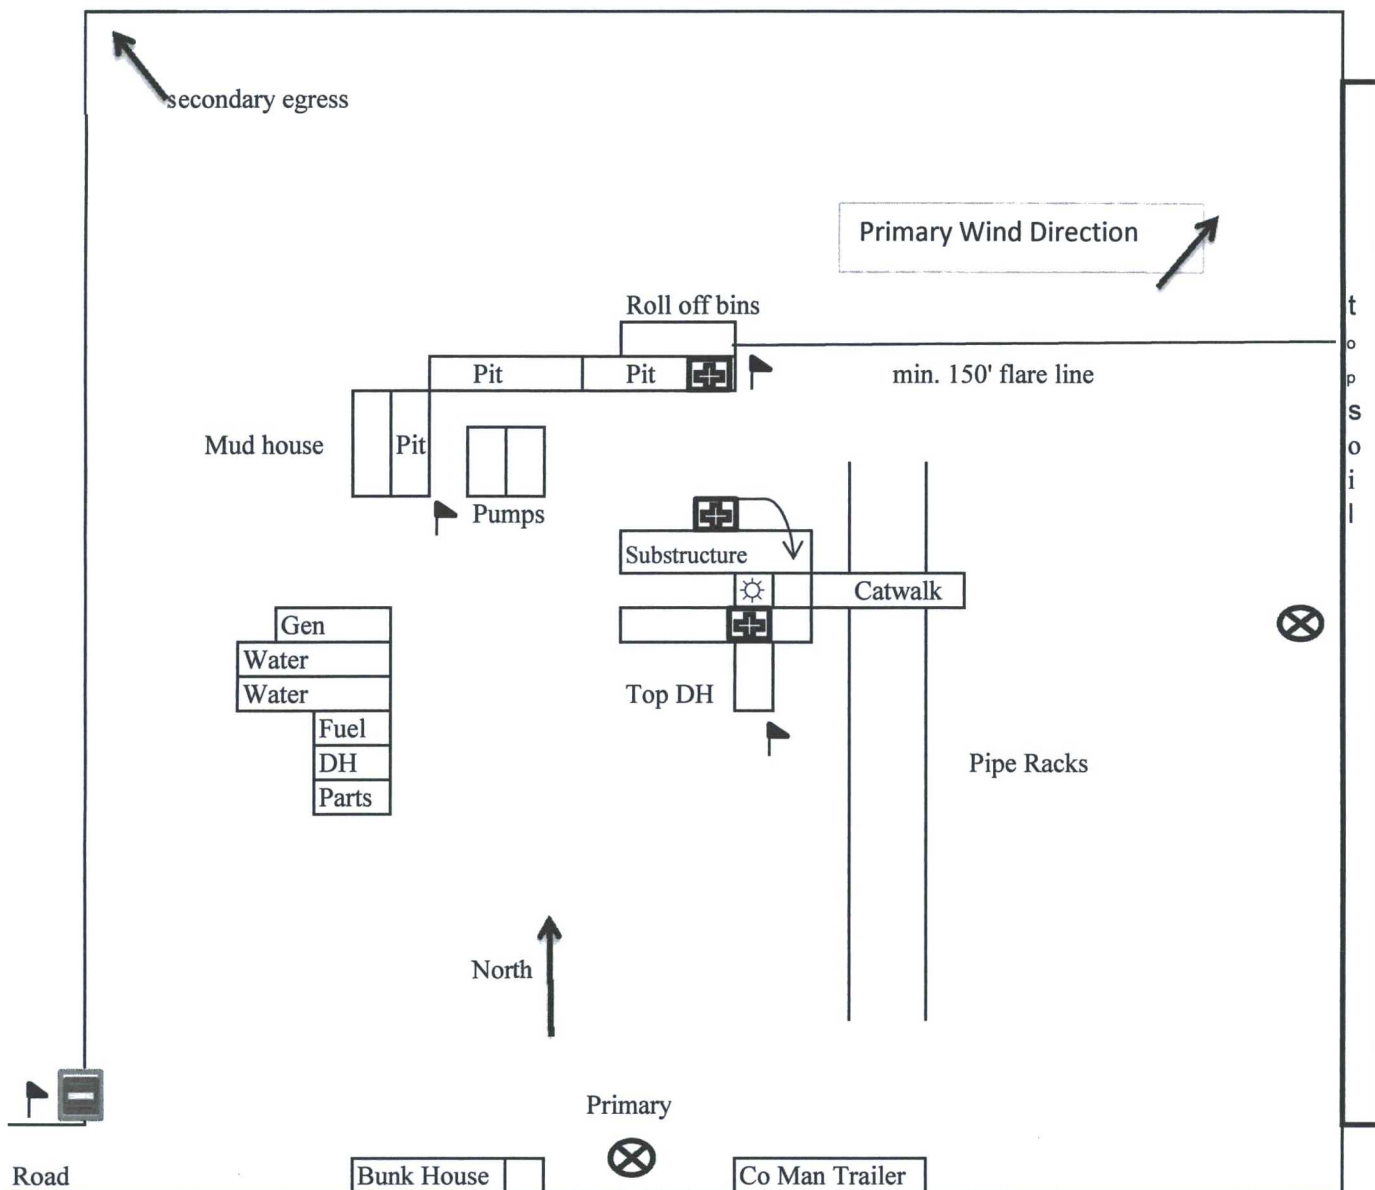 secondary egress
Primary Wind Direction
Roll off bins
Pit
Pit
min. 150' flare line
topsoil
Mud house
Pit
Pumps
Substructure
Catwalk
Gen
Water
Water
Top DH
Fuel
DH
Parts
Pipe Racks
North
Primary
Road
Bunk House
Co Man Trailer